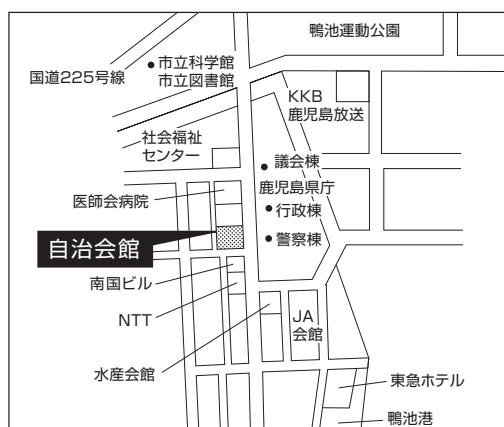 鴨池運動公園
市立科学館
市立図書館
国道225号線
KKB
鹿児島放送
社会福祉
センター
議会棟
鹿児島県庁
医師会病院
行政棟
自治会館
警察棟
南国ビル
NTT
JA
会館
水産会館
東急ホテル
鴨池港